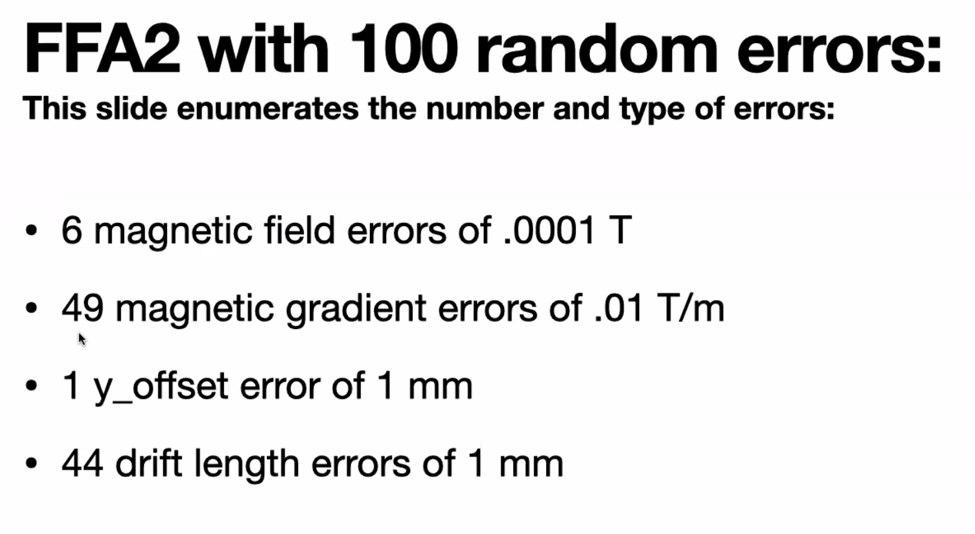 FFA2 with 100 random errors:
This slide enumerates the number and type of errors:
• 6 magnetic field errors of .0001 T
• 49 magnetic gradient errors of .01 T/m
• 1 y_offset error of 1 mm
• 44 drift length errors of 1 mm